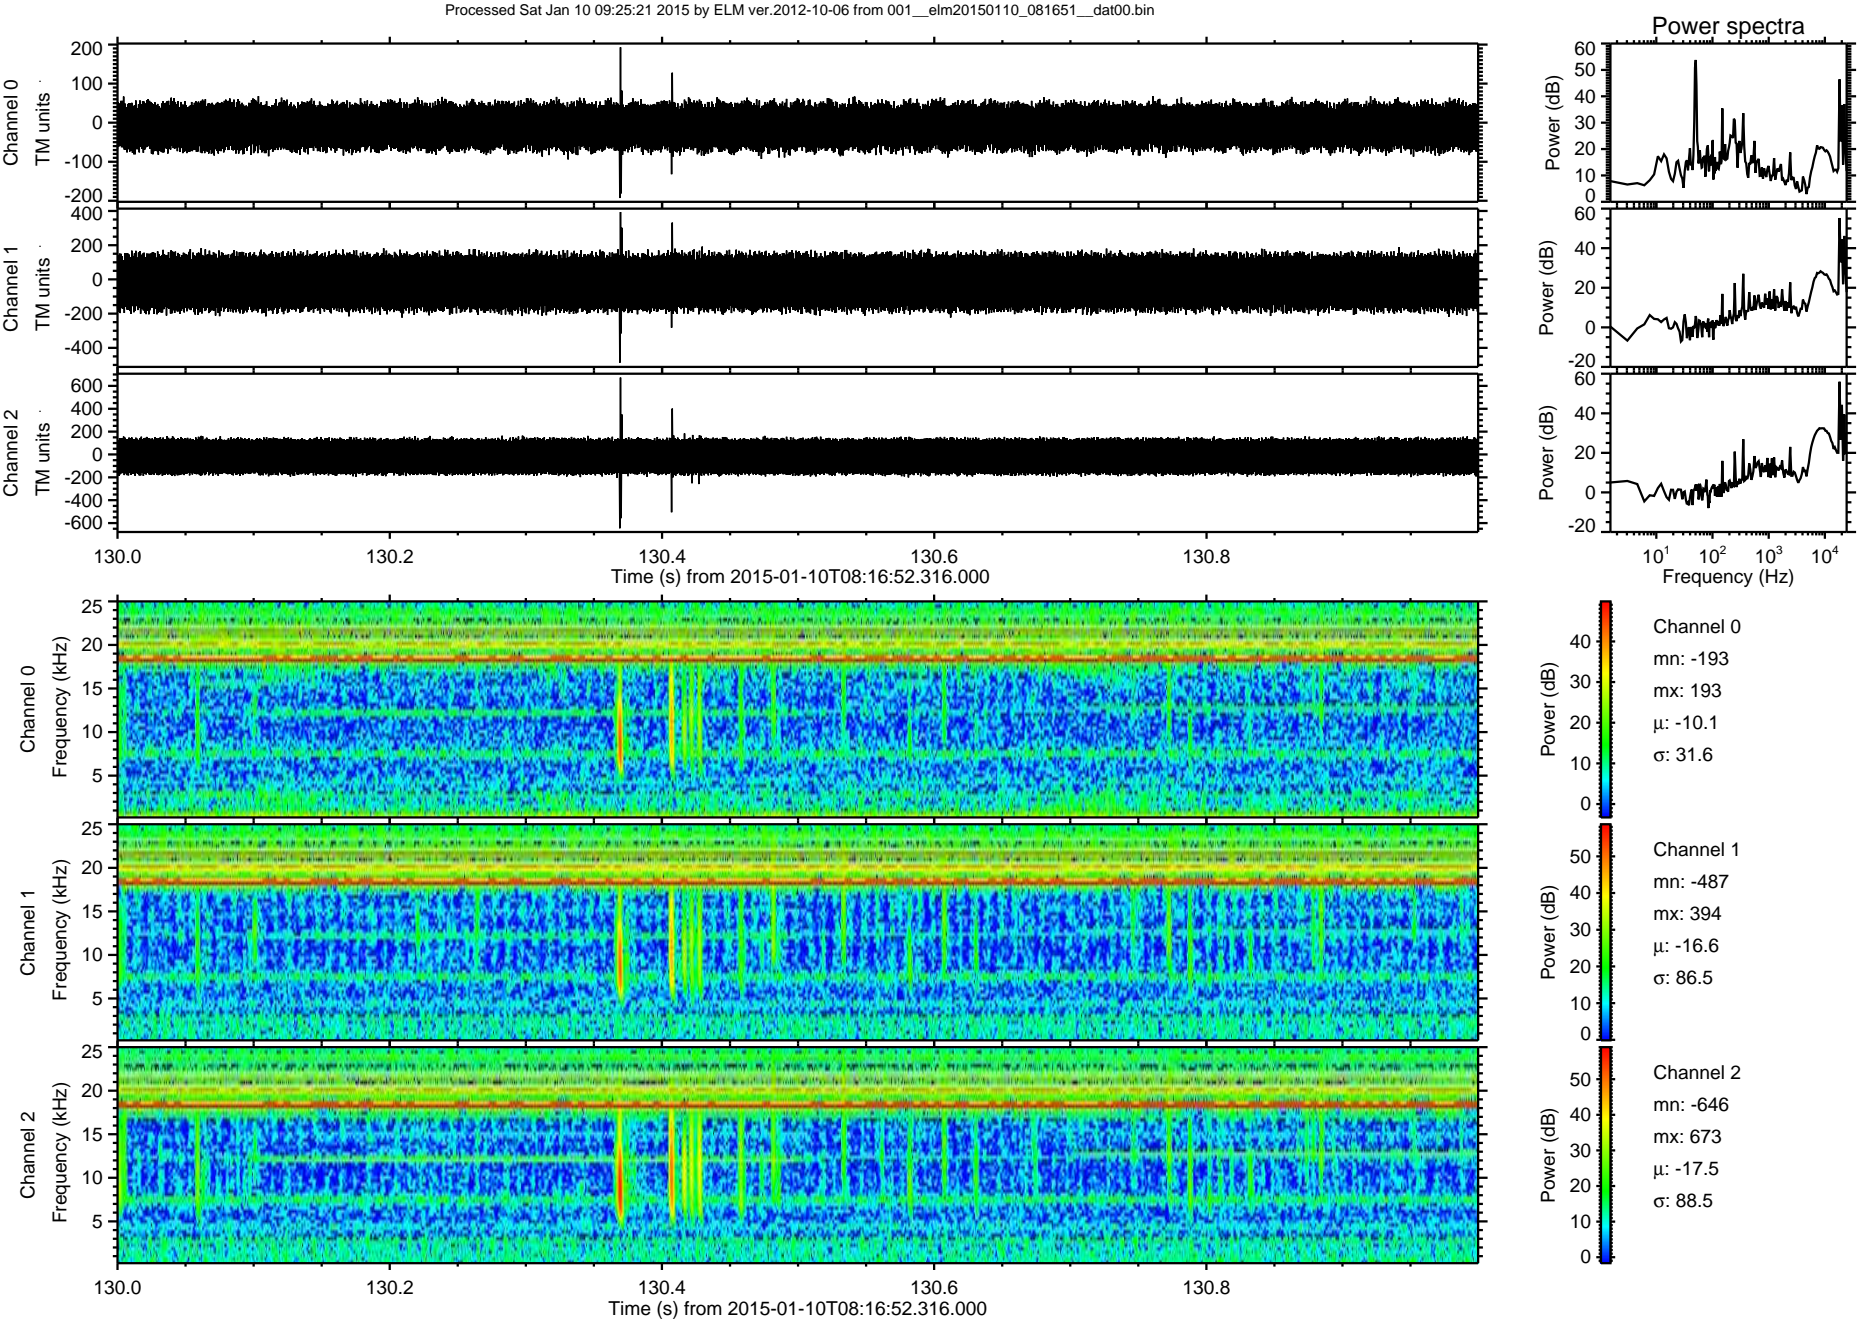 Processed Sat Jan 10 09:25:21 2015 by ELM ver.2012-10-06 from 001__elm20150110_081651__dat00.bin
Power spectra
Channel 0
TM units
200
100
0
-100
-200
Power (dB)
60
50
40
30
20
10
0
Channel 1
TM units
400
200
0
-200
-400
Power (dB)
60
40
20
0
-20
Channel 2
TM units
600
400
200
0
-200
-400
-600
Power (dB)
60
40
20
0
-20
130.0 130.2 130.4 130.6 130.8
Time (s) from 2015-01-10T08:16:52.316.000
10¹ 10² 10³ 10⁴
Frequency (Hz)
Channel 0
Frequency (kHz)
25
20
15
10
5
Power (dB)
40
30
20
10
0
Channel 0
mn: -193
mx: 193
μ: -10.1
σ: 31.6
Channel 1
Frequency (kHz)
25
20
15
10
5
Power (dB)
50
40
30
20
10
0
Channel 1
mn: -487
mx: 394
μ: -16.6
σ: 86.5
Channel 2
Frequency (kHz)
25
20
15
10
5
Power (dB)
50
40
30
20
10
0
Channel 2
mn: -646
mx: 673
μ: -17.5
σ: 88.5
130.0 130.2 130.4 130.6 130.8
Time (s) from 2015-01-10T08:16:52.316.000